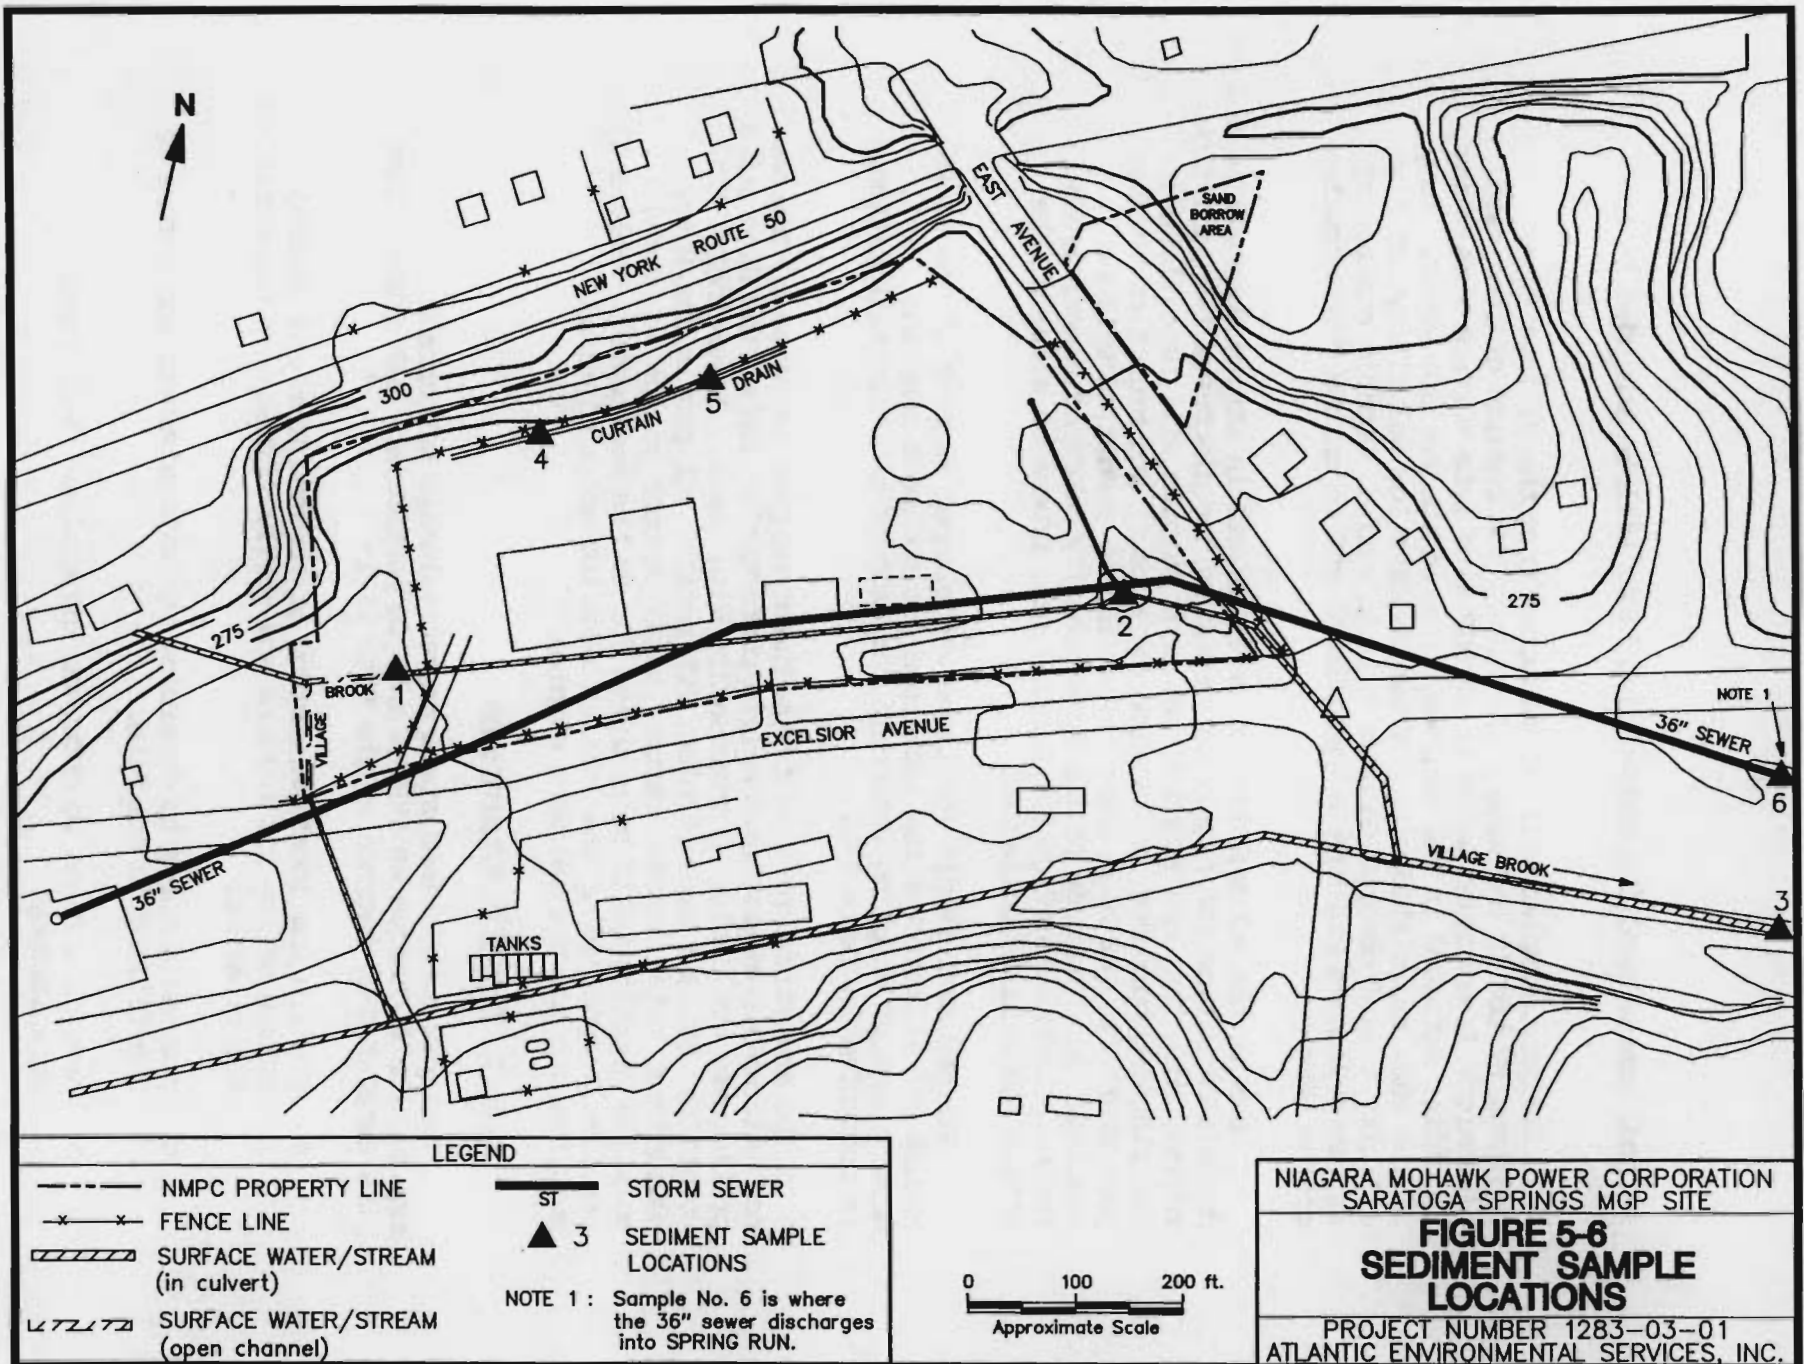 N
EAST AVENUE
SAND
BORROW
AREA
NEW YORK ROUTE 50
300
5
CURTAIN DRAIN
4
275
275
2
BROOK
1
VILLAGE
NOTE 1
36" SEWER
EXCELSIOR AVENUE
6
VILLAGE BROOK
36" SEWER
3
TANKS
LEGEND
NMPC PROPERTY LINE
FENCE LINE
SURFACE WATER/STREAM
(in culvert)
SURFACE WATER/STREAM
(open channel)
ST
STORM SEWER
3 SEDIMENT SAMPLE
LOCATIONS
NOTE 1 : Sample No. 6 is where
the 36" sewer discharges
into SPRING RUN.
0 100 200 ft.
Approximate Scale
NIAGARA MOHAWK POWER CORPORATION
SARATOGA SPRINGS MGP SITE
FIGURE 5-6
SEDIMENT SAMPLE
LOCATIONS
PROJECT NUMBER 1283-03-01
ATLANTIC ENVIRONMENTAL SERVICES, INC.